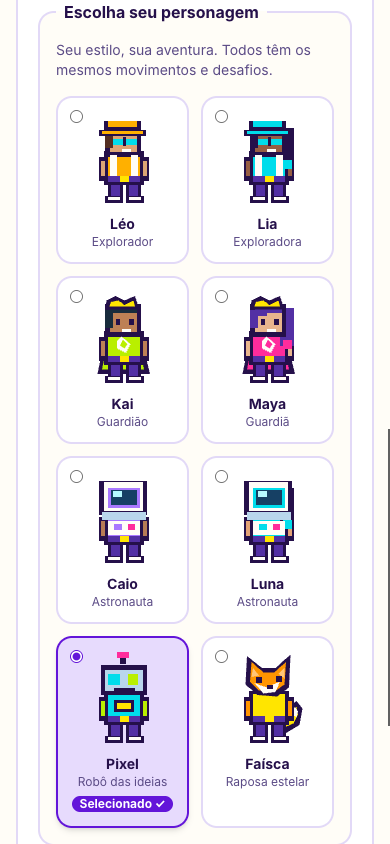 Escolha seu personagem
Seu estilo, sua aventura. Todos têm os
mesmos movimentos e desafios.
Léo
Explorador
Lia
Exploradora
Kai
Guardião
Maya
Guardiã
Caio
Astronauta
Luna
Astronauta
Pixel
Robô das ideias
Selecionado ✓
Faísca
Raposa estelar